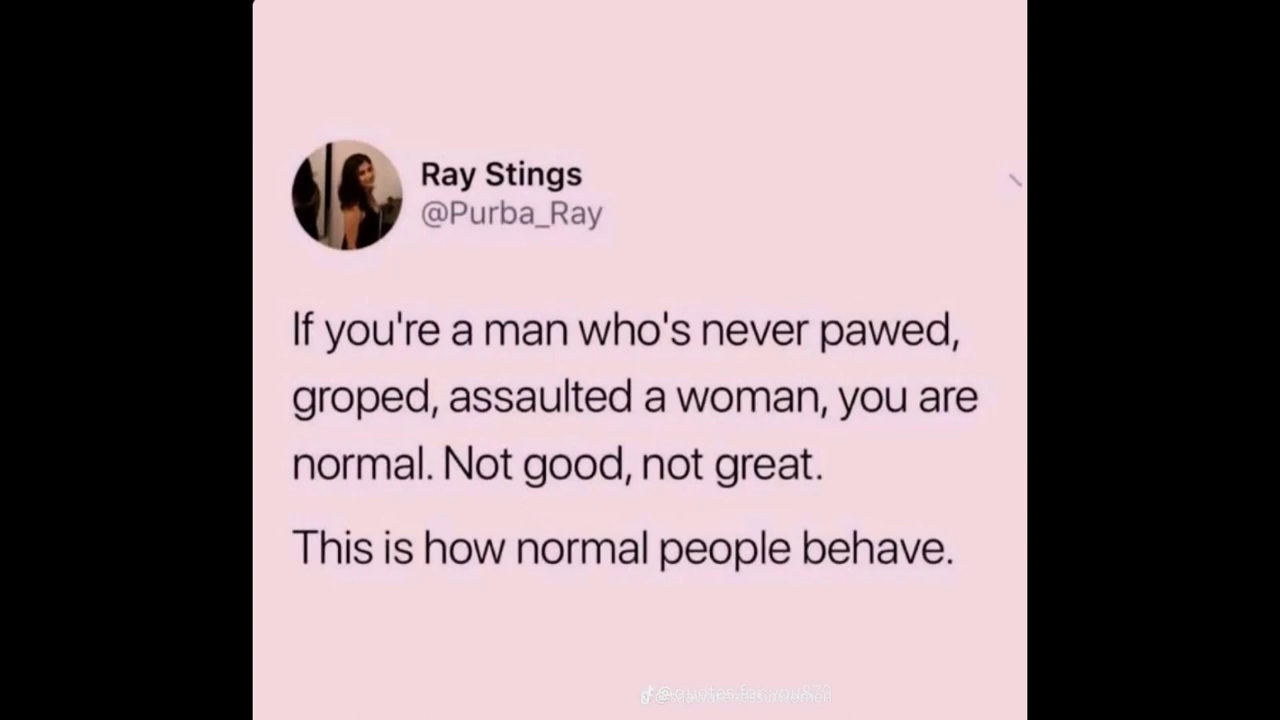 Ray Stings
@Purba_Ray
If you're a man who's never pawed,
groped, assaulted a woman, you are
normal. Not good, not great.
This is how normal people behave.